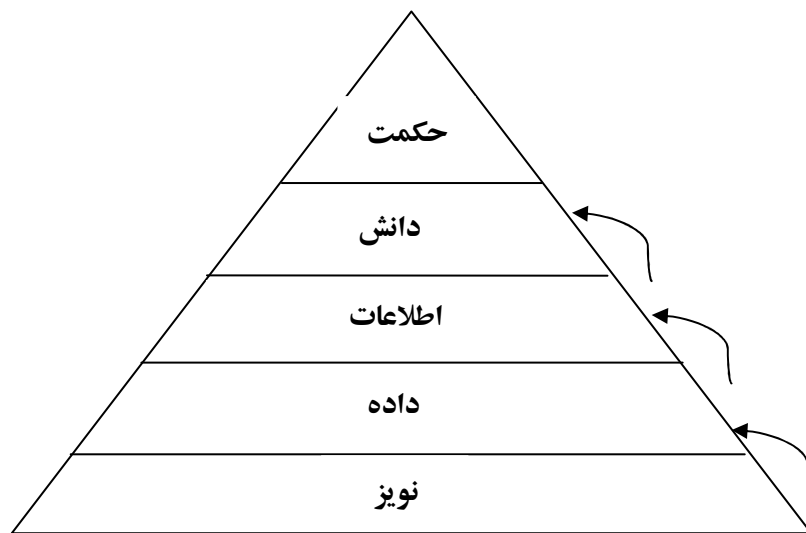 حکمت
دانش
اطلاعات
داده
نویز